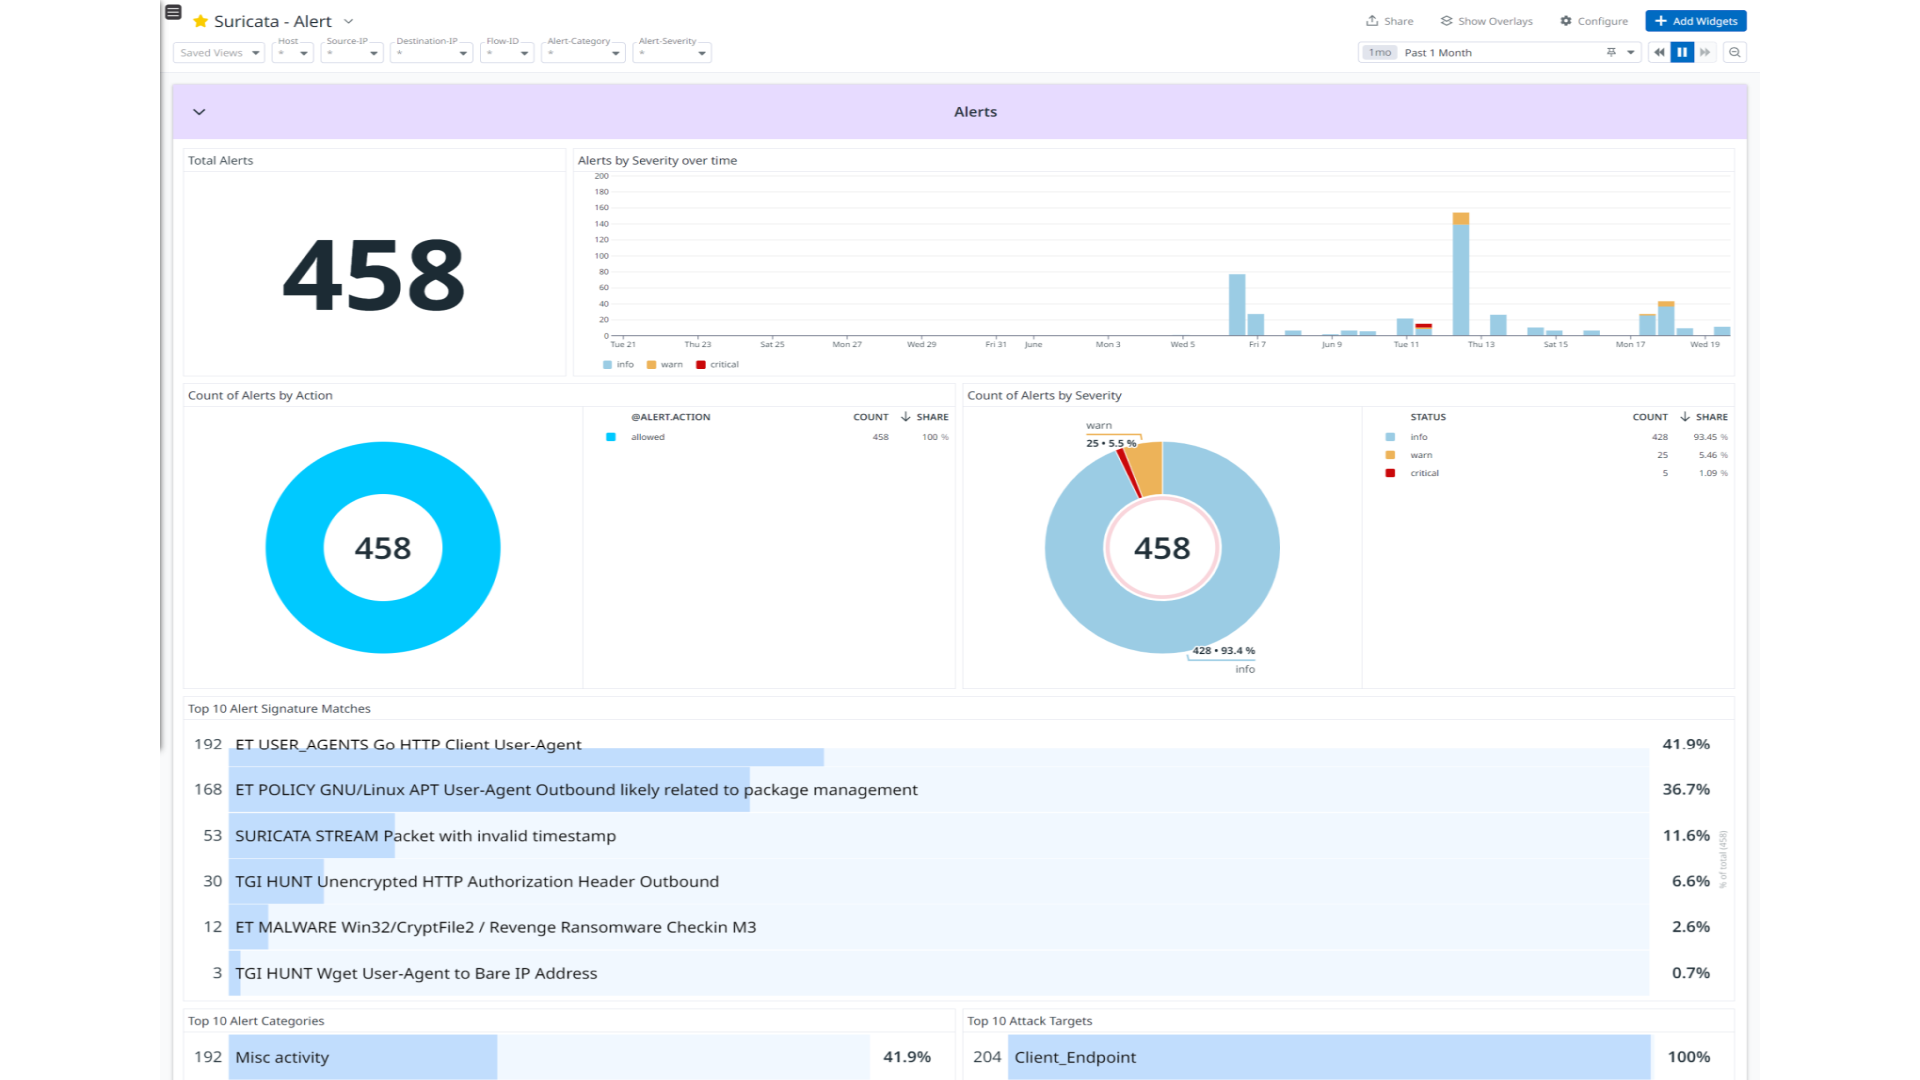 Suricata - Alert
Share
Show Overlays
Configure
+ Add Widgets
Saved Views
Host
*
Source-IP
*
Destination-IP
*
Flow-ID
*
Alert-Category
*
Alert-Severity
*
1mo Past 1 Month
Alerts
Total Alerts
458
Alerts by Severity over time
200
180
160
140
120
100
80
60
40
20
0
Tue 21 Thu 23 Sat 25 Mon 27 Wed 29 Fri 31 June Mon 3 Wed 5 Fri 7 Jun 9 Tue 11 Thu 13 Sat 15 Mon 17 Wed 19
info warn critical
Count of Alerts by Action
458
@ALERT.ACTION COUNT ↓ SHARE
allowed 458 100 %
Count of Alerts by Severity
warn
25 • 5.5 %
458
428 • 93.4 %
info
STATUS COUNT ↓ SHARE
info 428 93.45 %
warn 25 5.46 %
critical 5 1.09 %
Top 10 Alert Signature Matches
192 ET USER_AGENTS Go HTTP Client User-Agent 41.9%
168 ET POLICY GNU/Linux APT User-Agent Outbound likely related to package management 36.7%
53 SURICATA STREAM Packet with invalid timestamp 11.6%
30 TGI HUNT Unencrypted HTTP Authorization Header Outbound 6.6%
12 ET MALWARE Win32/CryptFile2 / Revenge Ransomware Checkin M3 2.6%
3 TGI HUNT Wget User-Agent to Bare IP Address 0.7%
% of total (458)
Top 10 Alert Categories
192 Misc activity 41.9%
Top 10 Attack Targets
204 Client_Endpoint 100%